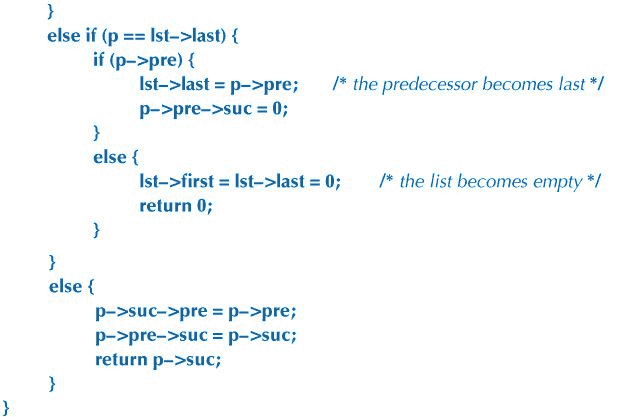 }
else if (p == lst->last) {
if (p->pre) {
lst->last = p->pre; /* the predecessor becomes last */
p->pre->suc = 0;
}
else {
lst->first = lst->last = 0; /* the list becomes empty */
return 0;
}
}
else {
p->suc->pre = p->pre;
p->pre->suc = p->suc;
return p->suc;
}
}